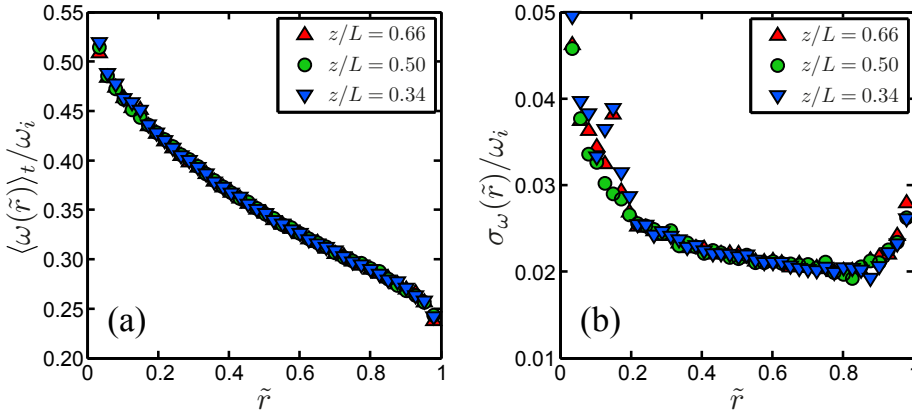 0.55
0.50
0.45
0.40
0.35
0.30
0.25
0.20
⟨ω(r̃)⟩t/ωi
z/L = 0.66
z/L = 0.50
z/L = 0.34
(a)
0 0.2 0.4 0.6 0.8 1
r̃
0.05
0.04
0.03
0.02
0.01
σω(r̃)/ωi
z/L = 0.66
z/L = 0.50
z/L = 0.34
(b)
0 0.2 0.4 0.6 0.8 1
r̃